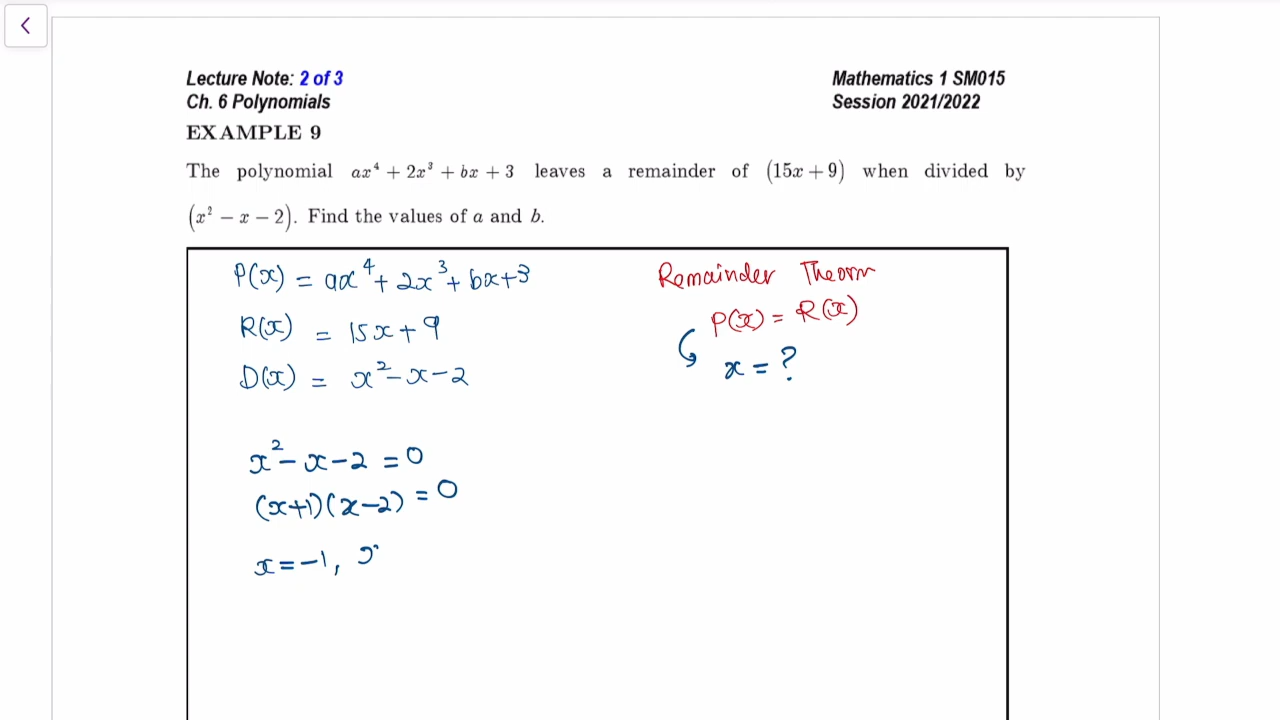 Lecture Note: 2 of 3
Mathematics 1 SM015
Ch. 6 Polynomials
Session 2021/2022
EXAMPLE 9
The polynomial ax⁴ + 2x³ + bx + 3 leaves a remainder of (15x + 9) when divided by
(x² − x − 2). Find the values of a and b.
P(x) = ax⁴ + 2x³ + bx + 3
R(x) = 15x + 9
D(x) = x² − x − 2
x² − x − 2 = 0
(x+1)(x−2) = 0
x = −1,
Remainder Theorm
P(x) = R(x)
x = ?